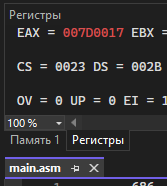 Регистры
EAX = 007D0017 EBX =
CS = 0023 DS = 002B
OV = 0 UP = 0 EI = 1
100 %
Память 1 Регистры
main.asm